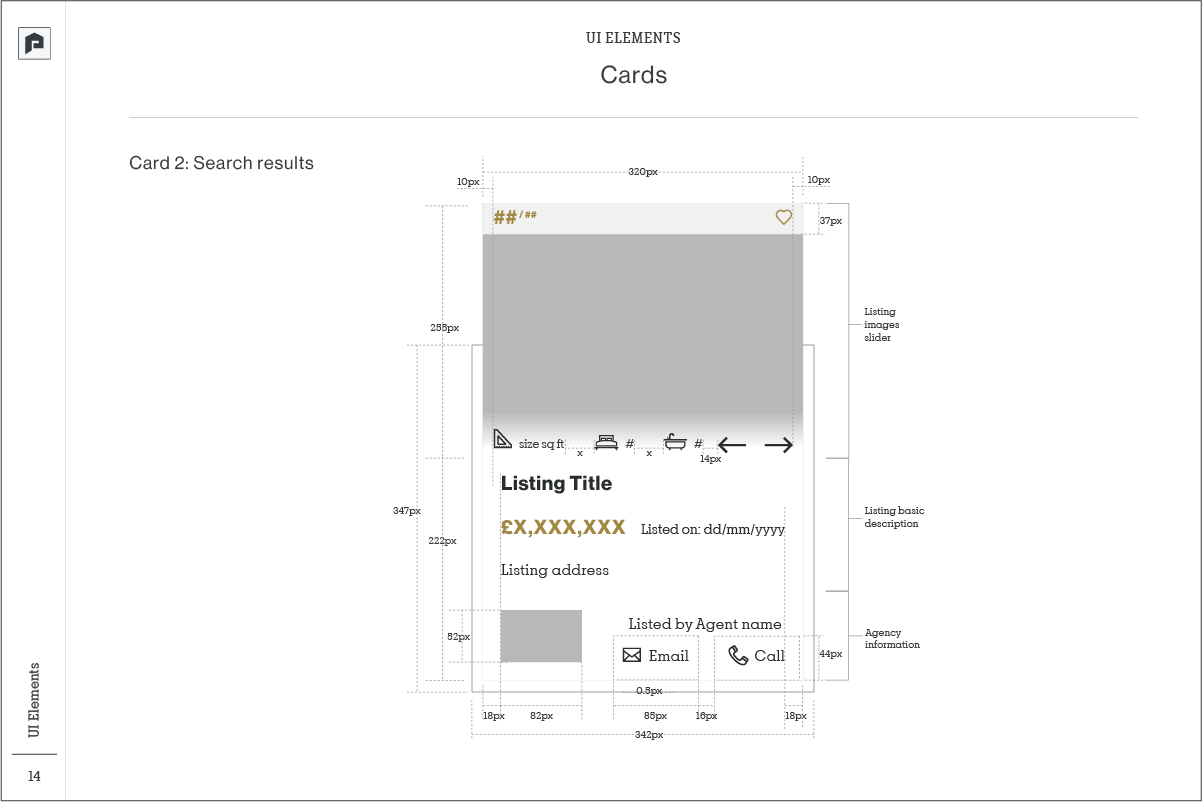 UI ELEMENTS
Cards
Card 2: Search results
320px
10px
10px
##/##
37px
255px
Listing
images
slider
size sq ft
x
#
x
#
14px
Listing Title
347px
Listing basic
description
£X,XXX,XXX
Listed on: dd/mm/yyyy
222px
Listing address
52px
Listed by Agent name
Agency
information
Email
Call
44px
0.5px
18px
82px
85px
16px
18px
342px
UI Elements
14